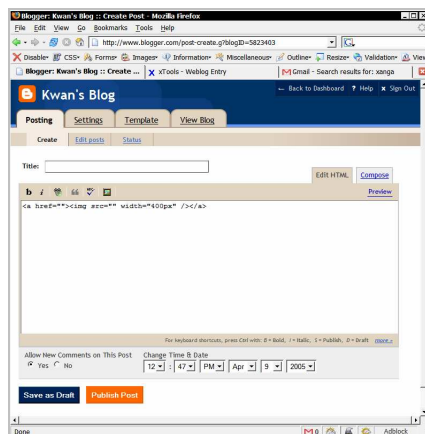 Blogger: Kwan's Blog :: Create Post - Mozilla Firefox
File Edit View Go Bookmarks Tools Help
http://www.blogger.com/post-create.g?blogID=5823403
Disable CSS Forms Images Information Miscellaneous Outline Resize Validation View
Blogger: Kwan's Blog :: Create ... xTools - Weblog Entry Gmail - Search results for: xanga
Kwan's Blog
← Back to Dashboard ? Help x Sign Out
Posting Settings Template View Blog
Create Edit posts Status
Title:
Edit HTML Compose
b i Preview
<a href=""><img src="" width="400px" /></a>
For keyboard shortcuts, press Ctrl with: B = Bold, I = Italic, S = Publish, D = Draft more »
Allow New Comments on This Post Change Time & Date
Yes No 12 : 47 PM Apr 9 2005
Save as Draft Publish Post
Done 0 Adblock